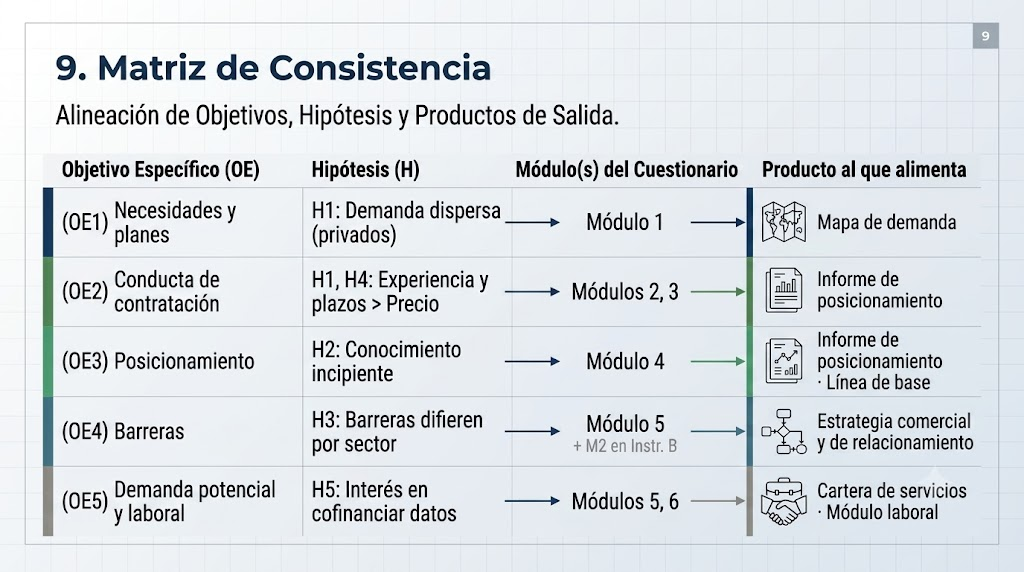 9
9. Matriz de Consistencia
Alineación de Objetivos, Hipótesis y Productos de Salida.
Objetivo Específico (OE)
Hipótesis (H)
Módulo(s) del Cuestionario
Producto al que alimenta
(OE1) Necesidades y
planes
H1: Demanda dispersa
(privados)
Módulo 1
Mapa de demanda
(OE2) Conducta de
contratación
H1, H4: Experiencia y
plazos > Precio
Módulos 2, 3
Informe de
posicionamiento
(OE3) Posicionamiento
H2: Conocimiento
incipiente
Módulo 4
Informe de
posicionamiento
· Línea de base
(OE4) Barreras
H3: Barreras difieren
por sector
Módulo 5
+ M2 en Instr. B
Estrategia comercial
y de relacionamiento
(OE5) Demanda potencial
y laboral
H5: Interés en
cofinanciar datos
Módulos 5, 6
Cartera de servicios
· Módulo laboral